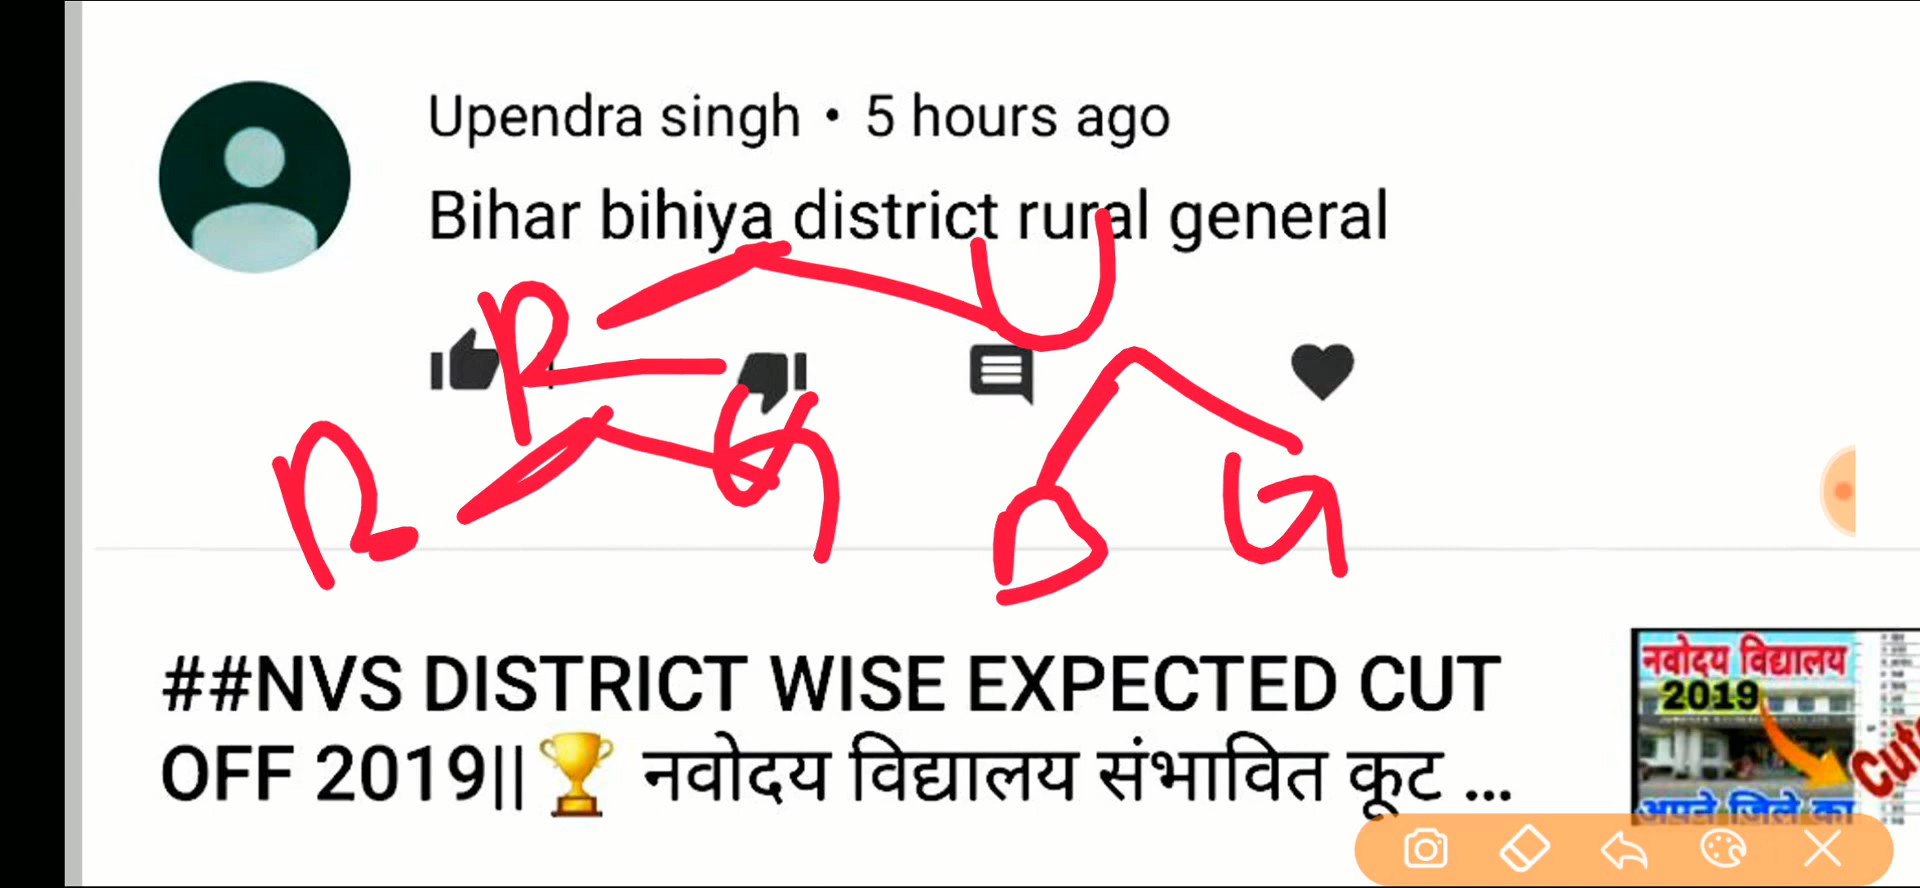 Upendra singh • 5 hours ago
Bihar bihiya district rural general
R U
B G B G
##NVS DISTRICT WISE EXPECTED CUT
OFF 2019||🏆 नवोदय विद्यालय संभावित कूट ...
नवोदय विद्यालय
2019
अपने जिले का